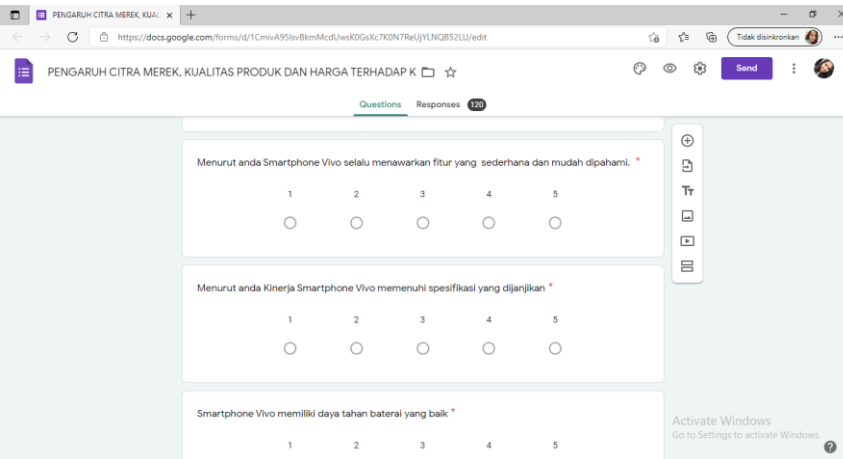 PENGARUH CITRA MEREK, KUAL
https://docs.google.com/forms/d/1CmivA95IsvBkmMcdUwsK0GsXc7K0N7ReUjYLNQB52LU/edit
Tidak disinkronkan
PENGARUH CITRA MEREK, KUALITAS PRODUK DAN HARGA TERHADAP K
Send
Questions Responses 120
Menurut anda Smartphone Vivo selalu menawarkan fitur yang sederhana dan mudah dipahami. *
1 2 3 4 5
Menurut anda Kinerja Smartphone Vivo memenuhi spesifikasi yang dijanjikan *
1 2 3 4 5
Smartphone Vivo memiliki daya tahan baterai yang baik *
1 2 3 4 5
Activate Windows
Go to Settings to activate Windows.